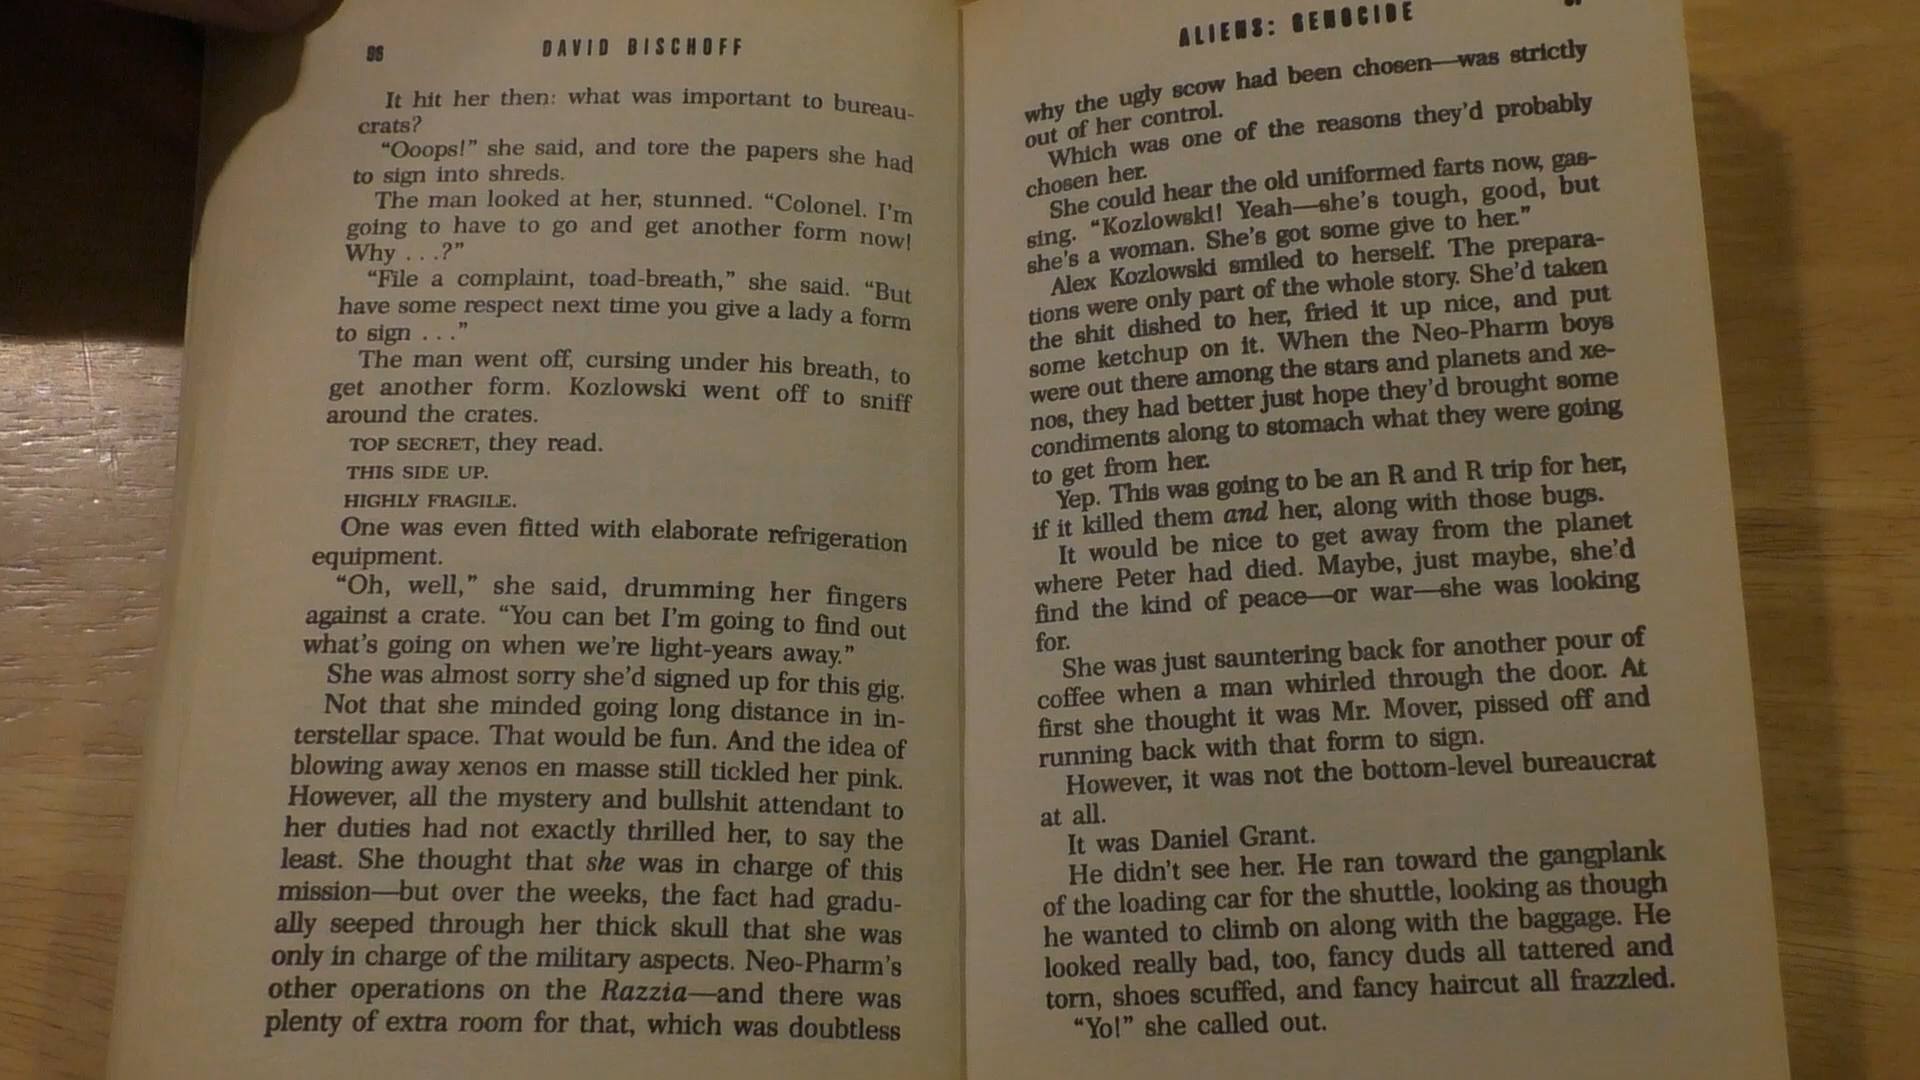 96
DAVID BISCHOFF
It hit her then: what was important to bureau-
crats?
“Ooops!” she said, and tore the papers she had
to sign into shreds.
The man looked at her, stunned. “Colonel. I’m
going to have to go and get another form now!
Why . . .?”
“File a complaint, toad-breath,” she said. “But
have some respect next time you give a lady a form
to sign . . .”
The man went off, cursing under his breath, to
get another form. Kozlowski went off to sniff
around the crates.
TOP SECRET, they read.
THIS SIDE UP.
HIGHLY FRAGILE.
One was even fitted with elaborate refrigeration
equipment.
“Oh, well,” she said, drumming her fingers
against a crate. “You can bet I’m going to find out
what’s going on when we’re light-years away.”
She was almost sorry she’d signed up for this gig.
Not that she minded going long distance in in-
terstellar space. That would be fun. And the idea of
blowing away xenos en masse still tickled her pink.
However, all the mystery and bullshit attendant to
her duties had not exactly thrilled her, to say the
least. She thought that she was in charge of this
mission—but over the weeks, the fact had gradu-
ally seeped through her thick skull that she was
only in charge of the military aspects. Neo-Pharm’s
other operations on the Razzia—and there was
plenty of extra room for that, which was doubtless
ALIENS: GENOCIDE
why the ugly scow had been chosen—was strictly
out of her control.
Which was one of the reasons they’d probably
chosen her.
She could hear the old uniformed farts now, gas-
sing. “Kozlowski! Yeah—she’s tough, good, but
she’s a woman. She’s got some give to her.”
Alex Kozlowski smiled to herself. The prepara-
tions were only part of the whole story. She’d taken
the shit dished to her, fried it up nice, and put
some ketchup on it. When the Neo-Pharm boys
were out there among the stars and planets and xe-
nos, they had better just hope they’d brought some
condiments along to stomach what they were going
to get from her.
Yep. This was going to be an R and R trip for her,
if it killed them and her, along with those bugs.
It would be nice to get away from the planet
where Peter had died. Maybe, just maybe, she’d
find the kind of peace—or war—she was looking
for.
She was just sauntering back for another pour of
coffee when a man whirled through the door. At
first she thought it was Mr. Mover, pissed off and
running back with that form to sign.
However, it was not the bottom-level bureaucrat
at all.
It was Daniel Grant.
He didn’t see her. He ran toward the gangplank
of the loading car for the shuttle, looking as though
he wanted to climb on along with the baggage. He
looked really bad, too, fancy duds all tattered and
torn, shoes scuffed, and fancy haircut all frazzled.
“Yo!” she called out.